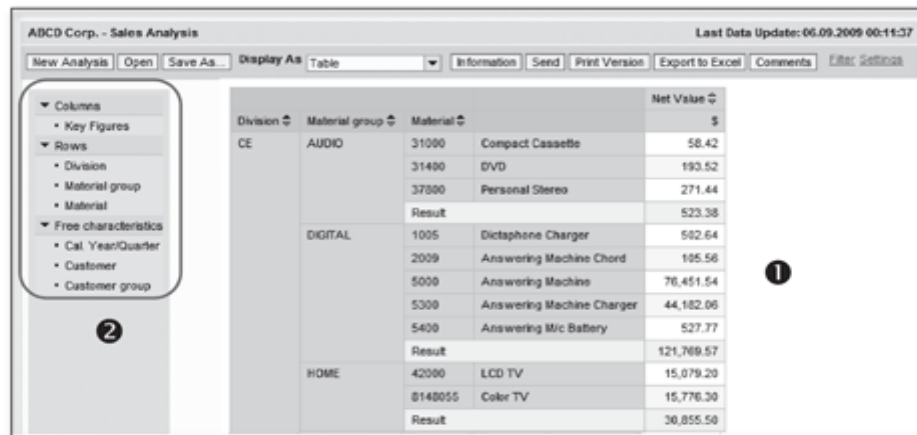 ABCD Corp. - Sales Analysis Last Data Update: 06.09.2009 00:11:37
New Analysis Open Save As... Display As Table Information Send Print Version Export to Excel Comments Filter Settings
Columns
Key Figures
Rows
Division
Material group
Material
Free characteristics
Cal. Year/Quarter
Customer
Customer group
❷
Net Value
Division Material group Material $
CE AUDIO 31000 Compact Cassette 58.42
31400 DVD 193.52
37800 Personal Stereo 271.44
Result 523.38
DIGITAL 1005 Dictaphone Charger 502.64
2009 Answering Machine Chord 105.56
5000 Answering Machine 76,451.54
5300 Answering Machine Charger 44,182.06
5400 Answering M/c Battery 527.77
Result 121,769.57
HOME 42000 LCD TV 15,079.20
8148055 Color TV 15,776.30
Result 30,855.50
❶